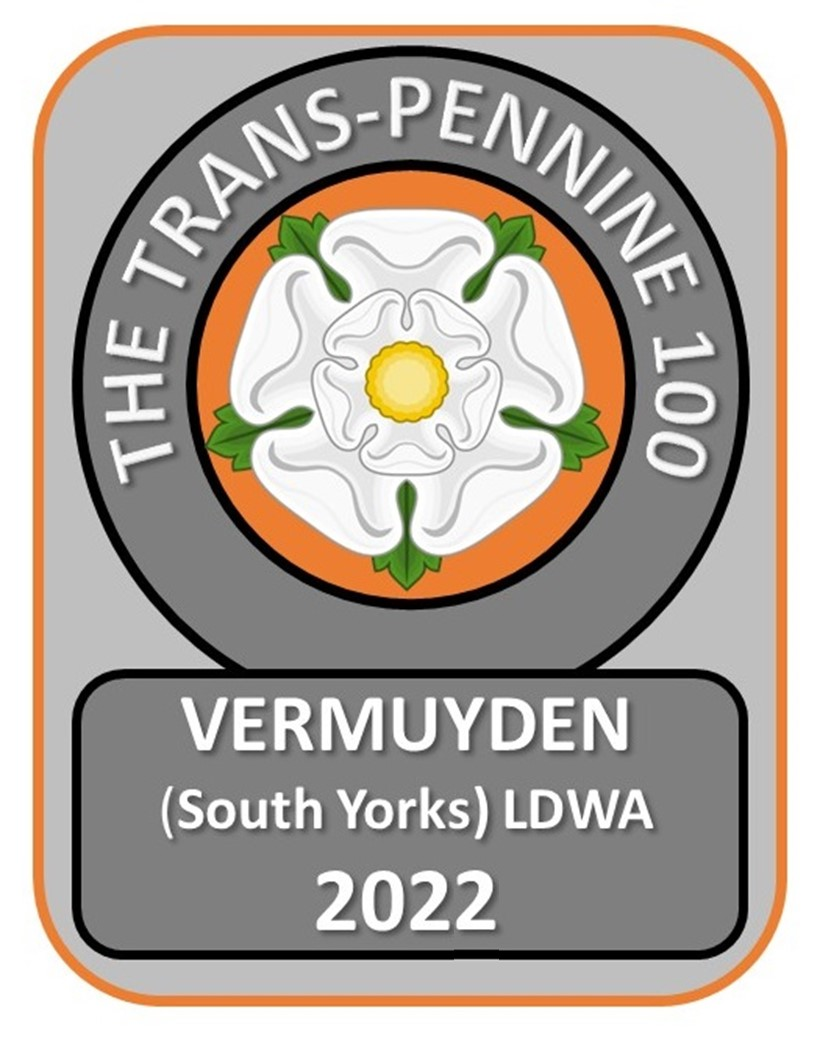 THE TRANS-PENNINE 100
VERMUYDEN
(South Yorks) LDWA
2022